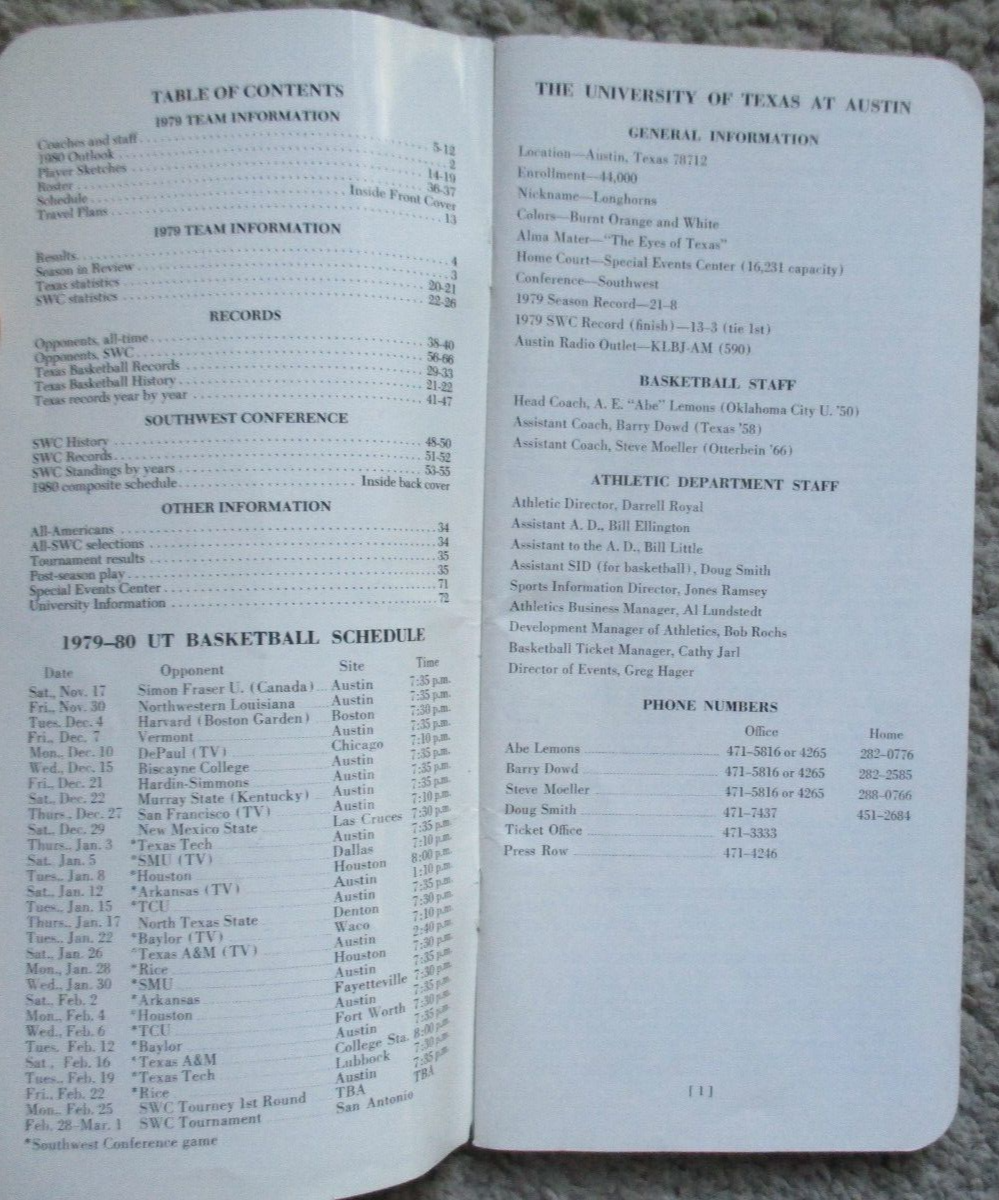 TABLE OF CONTENTS
1979 TEAM INFORMATION
Coaches and staff 5-12
1980 Outlook 2
Player Sketches 14-19
Roster 36-37
Schedule Inside Front Cover
Travel Plans 13
1979 TEAM INFORMATION
Results 4
Season in Review 3
Texas statistics 20-21
SWC statistics 22-26
RECORDS
Opponents, all-time 38-40
Opponents, SWC 56-66
Texas Basketball Records 29-33
Texas Basketball History 21-22
Texas records year by year 41-47
SOUTHWEST CONFERENCE
SWC History 48-50
SWC Records 51-52
SWC Standings by years 53-55
1980 composite schedule Inside back cover
OTHER INFORMATION
All-Americans 34
All-SWC selections 34
Tournament results 35
Post-season play 35
Special Events Center 71
University Information 72
1979–80 UT BASKETBALL SCHEDULE
Date Opponent Site Time
Sat., Nov. 17 Simon Fraser U. (Canada) Austin 7:35 p.m.
Fri., Nov. 30 Northwestern Louisiana Austin 7:35 p.m.
Tues. Dec. 4 Harvard (Boston Garden) Boston 7:30 p.m.
Fri., Dec. 7 Vermont Austin 7:35 p.m.
Mon., Dec. 10 DePaul (TV) Chicago 7:10 p.m.
Wed., Dec. 15 Biscayne College Austin 7:35 p.m.
Fri., Dec. 21 Hardin-Simmons Austin 7:35 p.m.
Sat., Dec. 22 Murray State (Kentucky) Austin 7:35 p.m.
Thurs., Dec. 27 San Francisco (TV) Austin 7:10 p.m.
Sat., Dec. 29 New Mexico State Las Cruces 7:30 p.m.
Thurs., Jan. 3 *Texas Tech Austin 7:35 p.m.
Sat. Jan. 5 *SMU (TV) Dallas 7:10 p.m.
Tues., Jan. 8 *Houston Houston 8:00 p.m.
Sat., Jan. 12 *Arkansas (TV) Austin 1:10 p.m.
Tues., Jan. 15 *TCU Austin 7:35 p.m.
Thurs., Jan. 17 North Texas State Denton 7:30 p.m.
Tues., Jan. 22 *Baylor (TV) Waco 7:10 p.m.
Sat., Jan. 26 *Texas A&M (TV) Austin 2:40 p.m.
Mon., Jan. 28 *Rice Houston 7:30 p.m.
Wed., Jan. 30 *SMU Austin 7:35 p.m.
Sat., Feb. 2 *Arkansas Fayetteville 7:30 p.m.
Mon., Feb. 4 *Houston Austin 7:35 p.m.
Wed., Feb. 6 *TCU Fort Worth 7:30 p.m.
Tues., Feb. 12 *Baylor Austin 7:35 p.m.
Sat., Feb. 16 *Texas A&M College Sta. 8:00 p.m.
Tues., Feb. 19 *Texas Tech Lubbock 7:30 p.m.
Fri., Feb. 22 *Rice Austin 7:35 p.m.
Mon., Feb. 25 SWC Tourney 1st Round TBA TBA
Feb. 28–Mar. 1 SWC Tournament San Antonio
*Southwest Conference game
THE UNIVERSITY OF TEXAS AT AUSTIN
GENERAL INFORMATION
Location—Austin, Texas 78712
Enrollment—44,000
Nickname—Longhorns
Colors—Burnt Orange and White
Alma Mater—"The Eyes of Texas"
Home Court—Special Events Center (16,231 capacity)
Conference—Southwest
1979 Season Record—21–8
1979 SWC Record (finish)—13–3 (tie 1st)
Austin Radio Outlet—KLBJ-AM (590)
BASKETBALL STAFF
Head Coach, A. E. "Abe" Lemons (Oklahoma City U. '50)
Assistant Coach, Barry Dowd (Texas '58)
Assistant Coach, Steve Moeller (Otterbein '66)
ATHLETIC DEPARTMENT STAFF
Athletic Director, Darrell Royal
Assistant A. D., Bill Ellington
Assistant to the A. D., Bill Little
Assistant SID (for basketball), Doug Smith
Sports Information Director, Jones Ramsey
Athletics Business Manager, Al Lundstedt
Development Manager of Athletics, Bob Rochs
Basketball Ticket Manager, Cathy Jarl
Director of Events, Greg Hager
PHONE NUMBERS
Office Home
Abe Lemons 471–5816 or 4265 282–0776
Barry Dowd 471–5816 or 4265 282–2585
Steve Moeller 471–5816 or 4265 288–0766
Doug Smith 471–7437 451–2684
Ticket Office 471–3333
Press Row 471–4246
[ 1 ]